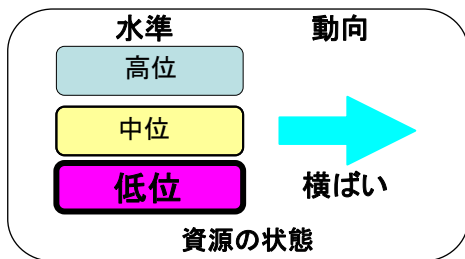 水準 動向
高位
中位
低位
横ばい
資源の状態